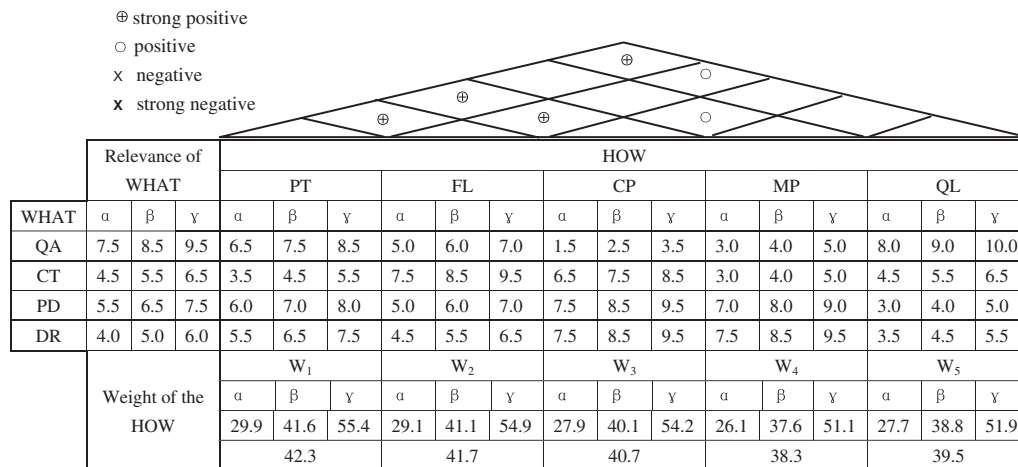 ⊕ strong positive
○ positive
x negative
x strong negative
Relevance of WHAT
HOW
PT FL CP MP QL
WHAT α β γ α β γ α β γ α β γ α β γ α β γ
QA 7.5 8.5 9.5 6.5 7.5 8.5 5.0 6.0 7.0 1.5 2.5 3.5 3.0 4.0 5.0 8.0 9.0 10.0
CT 4.5 5.5 6.5 3.5 4.5 5.5 7.5 8.5 9.5 6.5 7.5 8.5 3.0 4.0 5.0 4.5 5.5 6.5
PD 5.5 6.5 7.5 6.0 7.0 8.0 5.0 6.0 7.0 7.5 8.5 9.5 7.0 8.0 9.0 3.0 4.0 5.0
DR 4.0 5.0 6.0 5.5 6.5 7.5 4.5 5.5 6.5 7.5 8.5 9.5 7.5 8.5 9.5 3.5 4.5 5.5
Weight of the HOW
W₁ W₂ W₃ W₄ W₅
α β γ α β γ α β γ α β γ α β γ
29.9 41.6 55.4 29.1 41.1 54.9 27.9 40.1 54.2 26.1 37.6 51.1 27.7 38.8 51.9
42.3 41.7 40.7 38.3 39.5